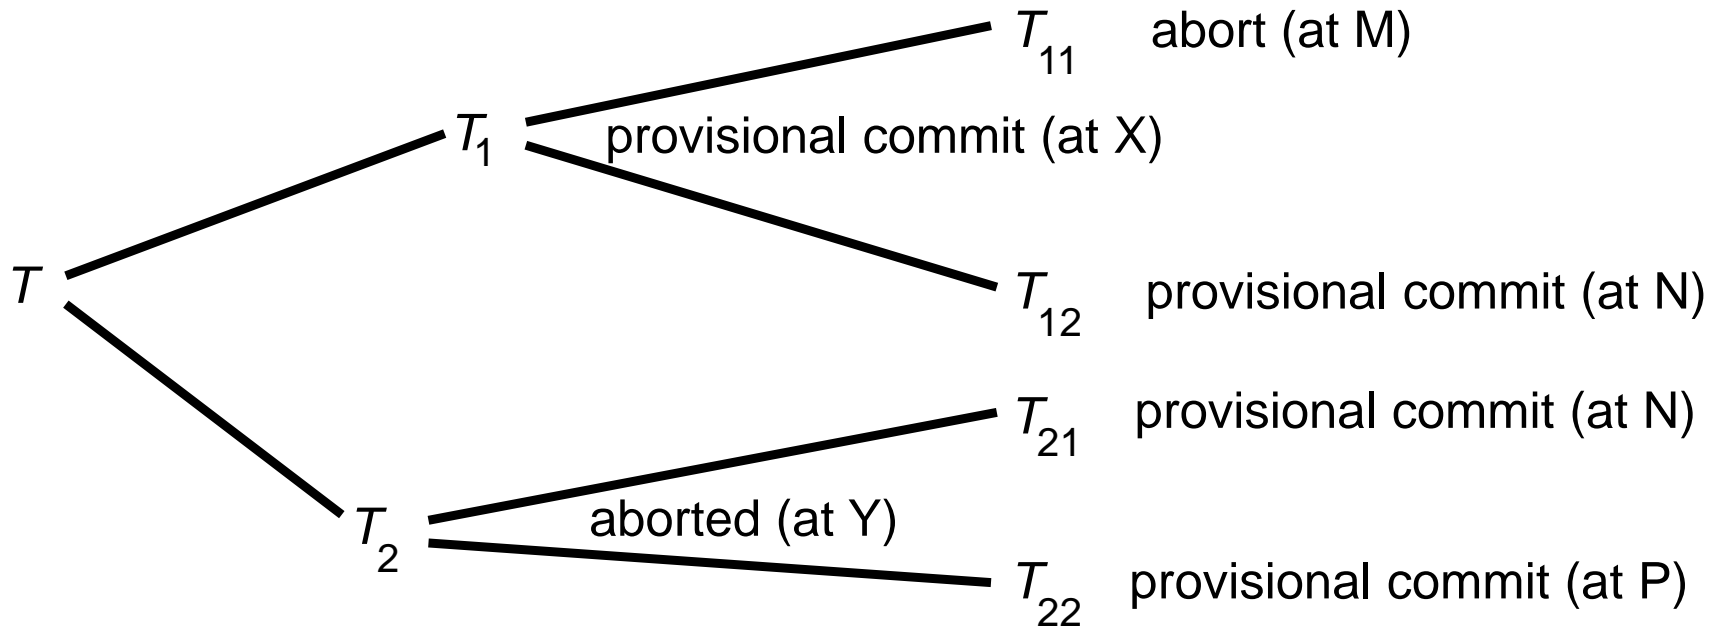 T11 abort (at M)
T1 provisional commit (at X)
T
T12 provisional commit (at N)
T21 provisional commit (at N)
T2 aborted (at Y)
T22 provisional commit (at P)